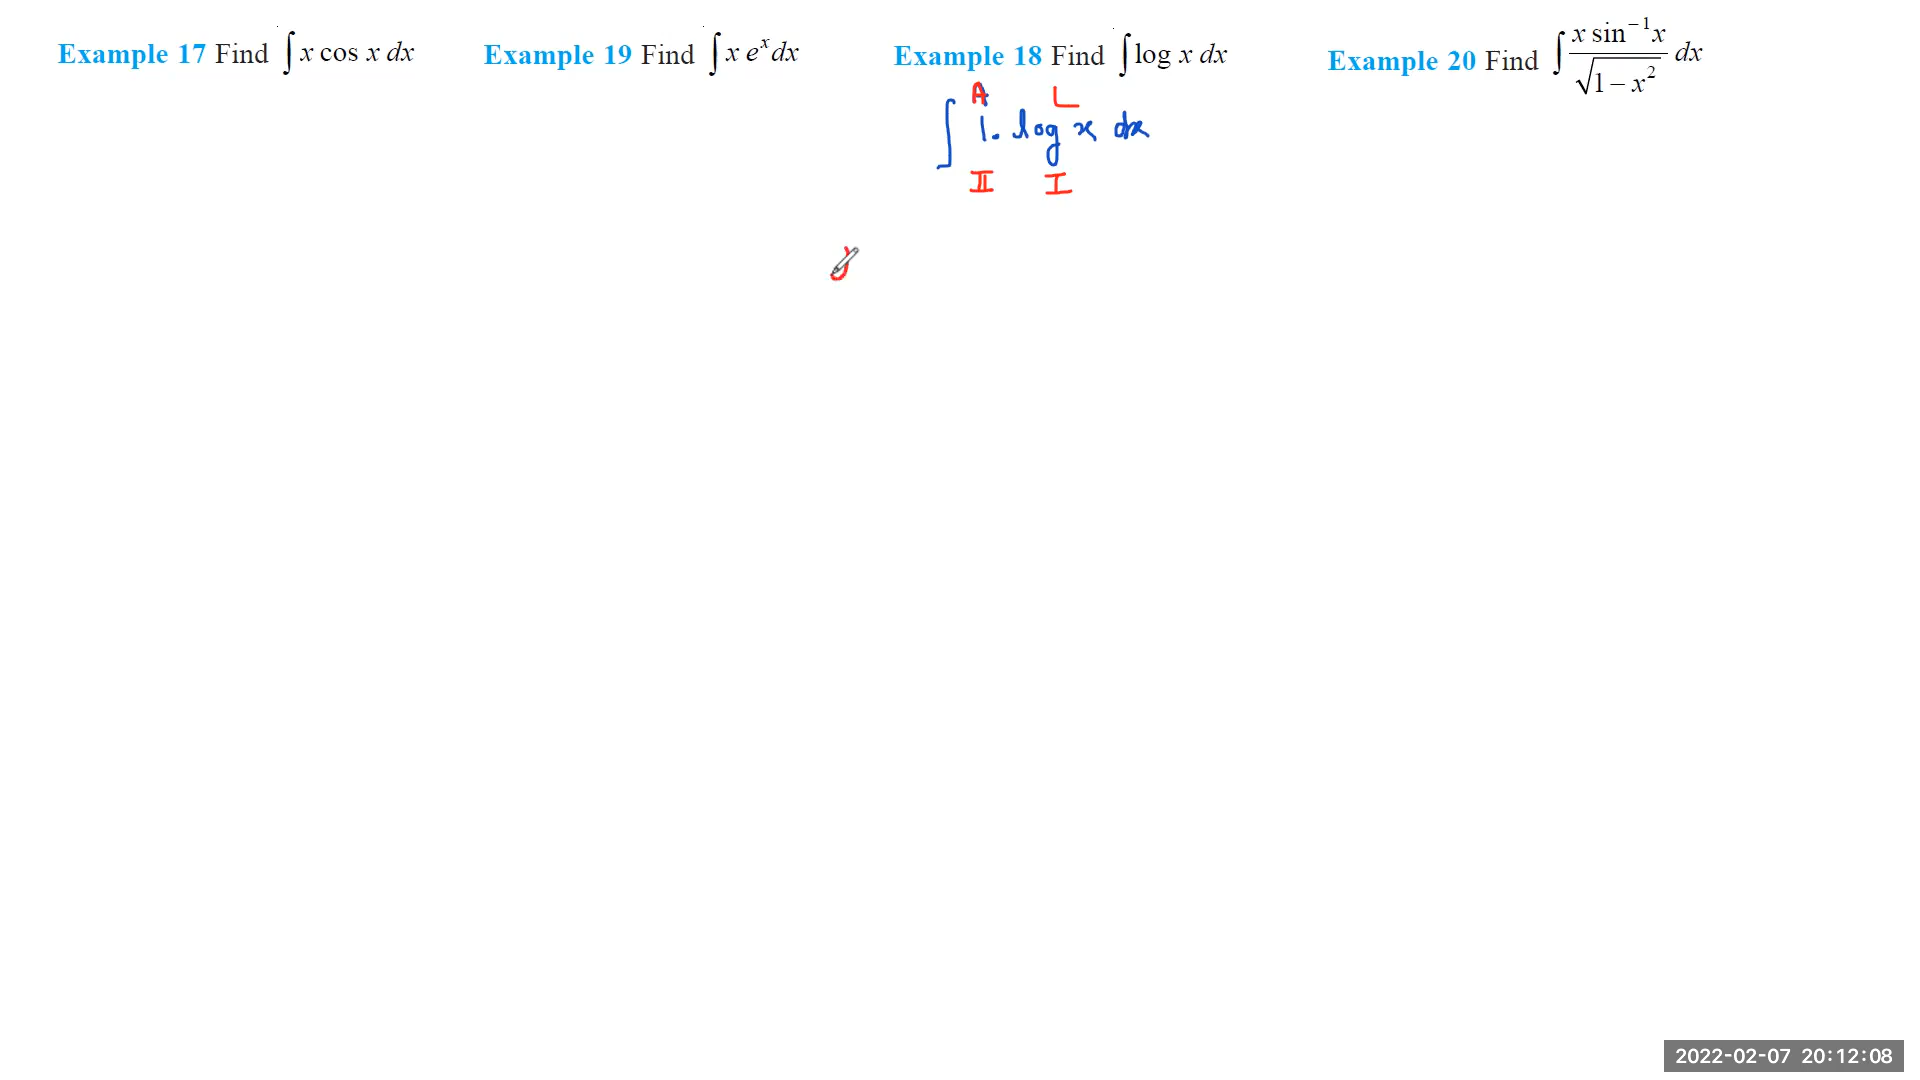 Example 17 Find ∫ x cos x dx
Example 19 Find ∫ x eˣ dx
Example 18 Find ∫ log x dx
Example 20 Find ∫ x sin⁻¹x / √(1 – x²) dx
A L
∫ 1. log x dx
II I
2022-02-07 20:12:08